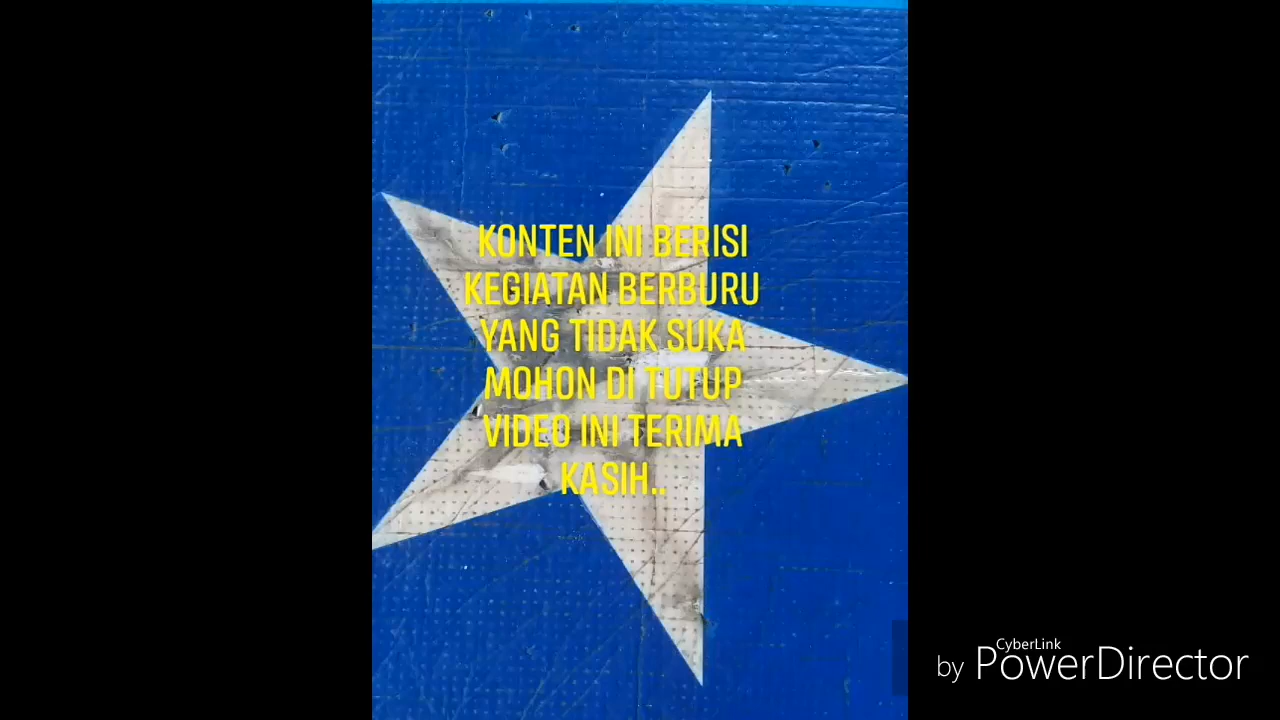 KONTEN INI BERISI
KEGIATAN BERBURU
YANG TIDAK SUKA
MOHON DI TUTUP
VIDEO INI TERIMA
KASIH..
CyberLink
by PowerDirector